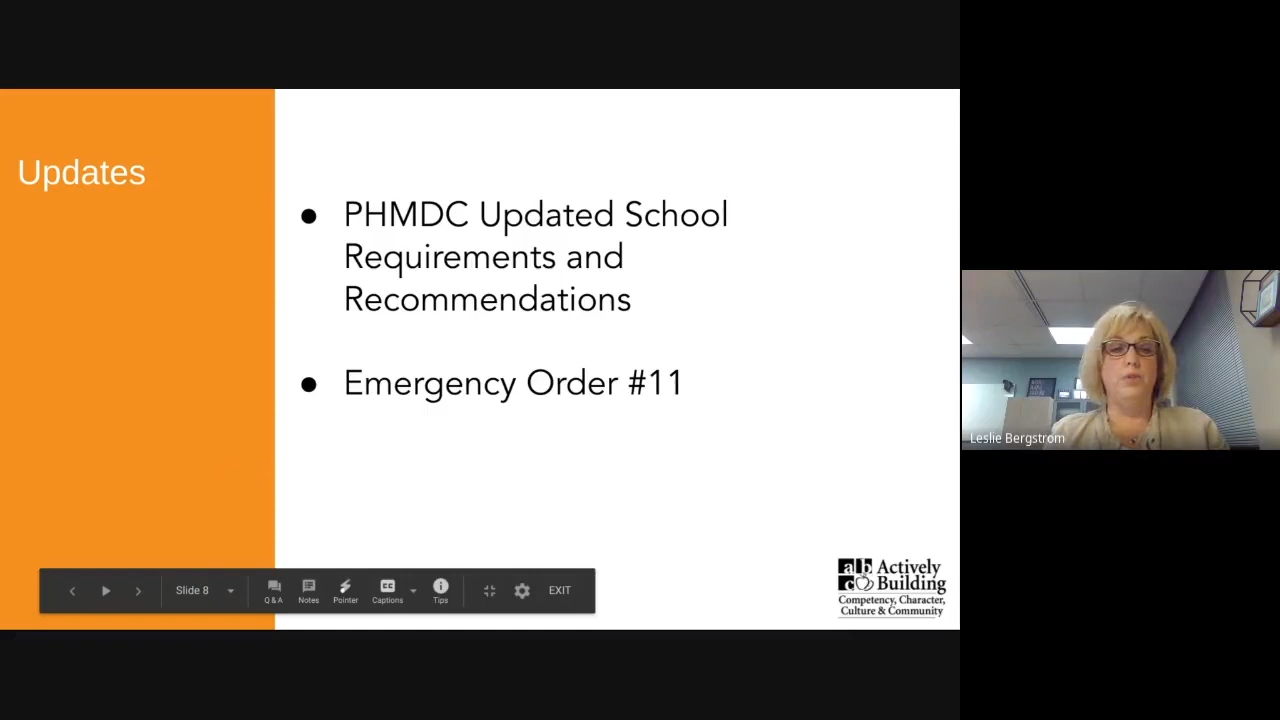 Updates
● PHMDC Updated School
Requirements and
Recommendations
● Emergency Order #11
Slide 8
Q & A
Notes
Pointer
Captions
Tips
EXIT
a b Actively
c Building
Competency, Character,
Culture & Community
Leslie Bergstrom